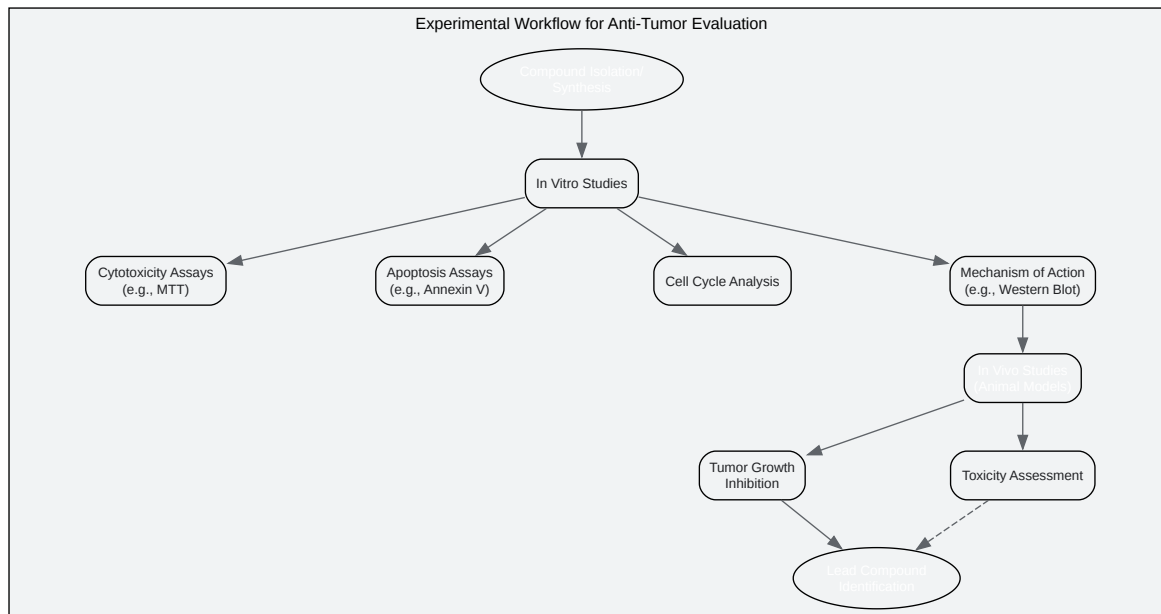 Experimental Workflow for Anti-Tumor Evaluation
Compound Isolation/
Synthesis
In Vitro Studies
Cytotoxicity Assays
(e.g., MTT)
Apoptosis Assays
(e.g., Annexin V)
Cell Cycle Analysis
Mechanism of Action
(e.g., Western Blot)
In Vivo Studies
(Animal Models)
Tumor Growth
Inhibition
Toxicity Assessment
Lead Compound
Identification